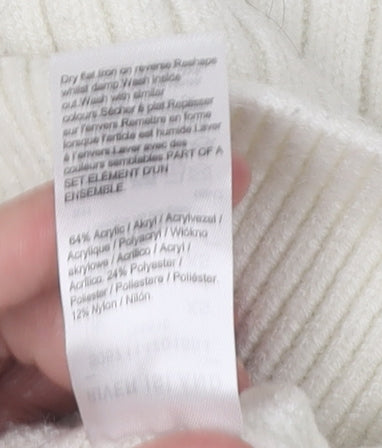 Dry flat.Iron on reverse.Reshape
whilst damp.Wash inside
out.Wash with similar
colours.Sécher à plat.Repasser
sur l'envers.Remettre en forme
lorsque l'article est humide.Laver
à l'envers.Laver avec des
couleurs semblables.PART OF A
SET.ELEMENT D'UN
ENSEMBLE.
64% Acrylic / Akryl / Acrylvezel /
Acrylique / Polyacryl / Włókno
akrylowe / Acrílico / Acryl /
Acrilico. 24% Polyester /
Poliester / Poliestere / Poliéster.
12% Nylon / Nilón.